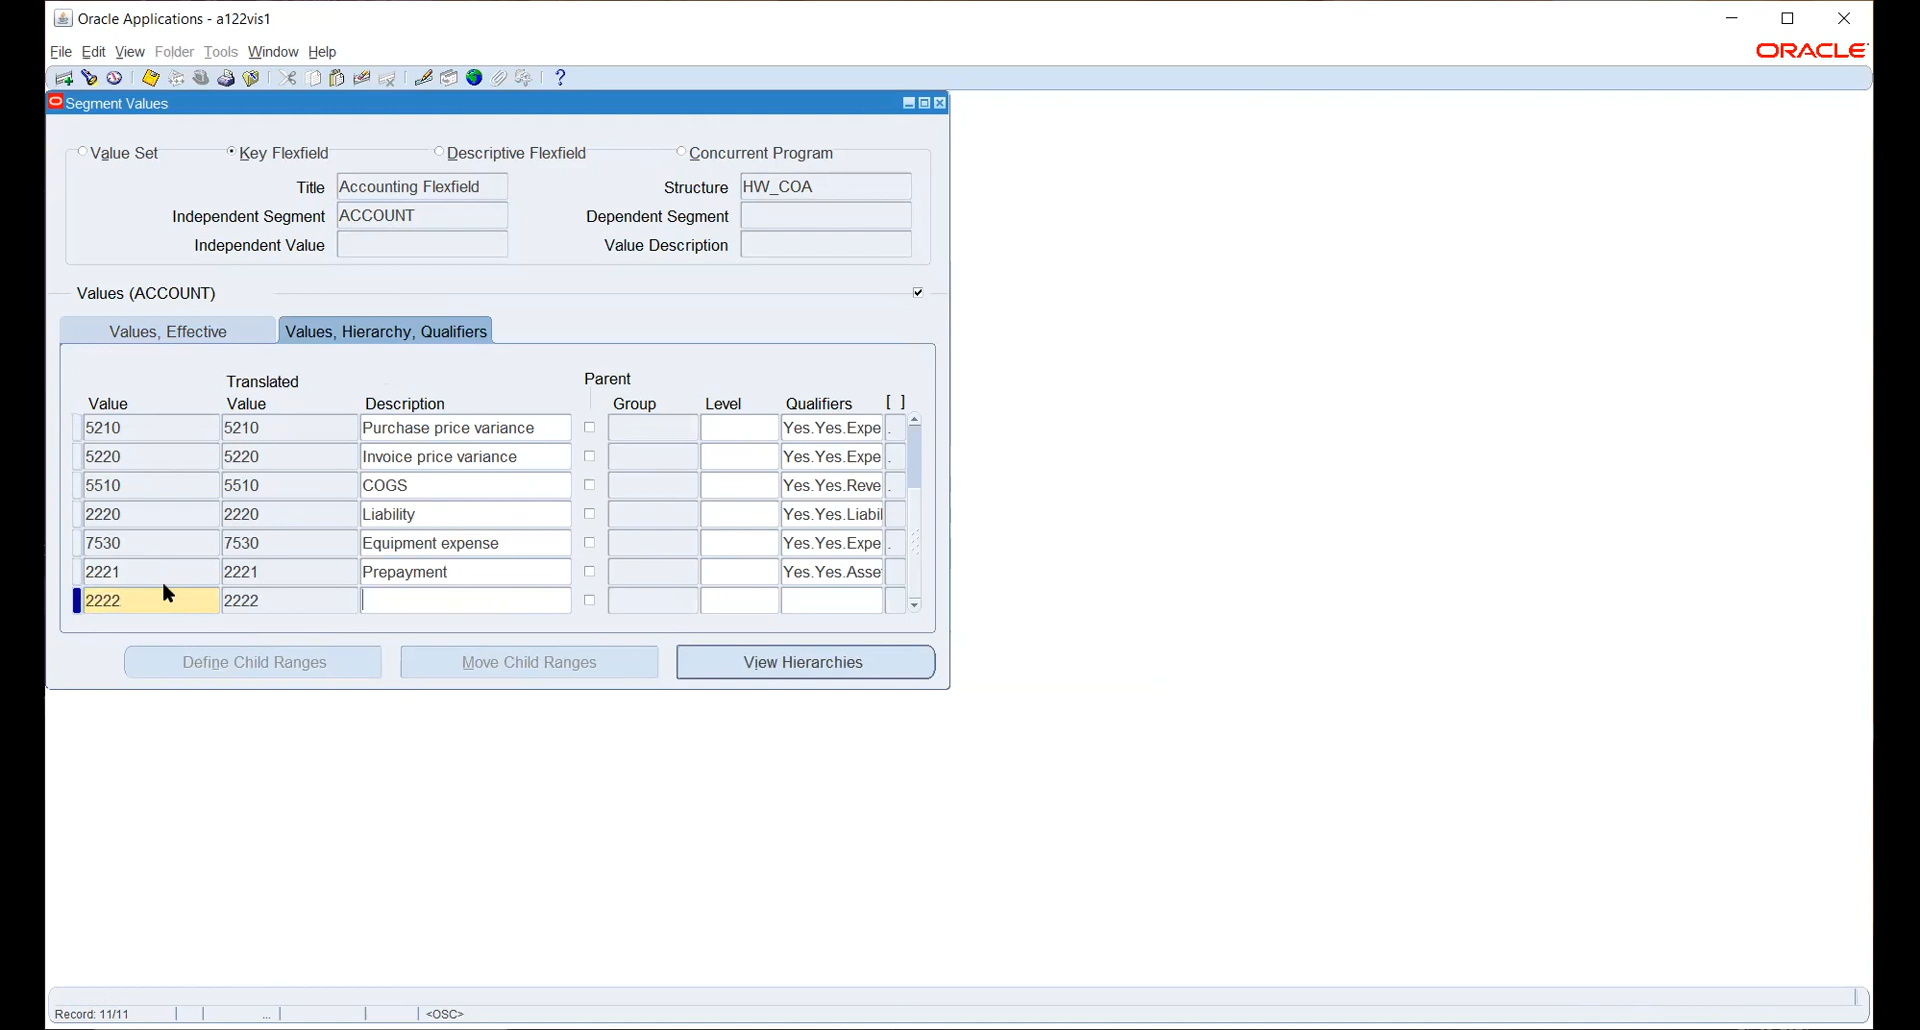 Oracle Applications - a122vis1
File Edit View Folder Tools Window Help
ORACLE
Segment Values
Value Set Key Flexfield Descriptive Flexfield Concurrent Program
Title Accounting Flexfield Structure HW_COA
Independent Segment ACCOUNT Dependent Segment
Independent Value Value Description
Values (ACCOUNT)
Values, Effective Values, Hierarchy, Qualifiers
Translated Parent
Value Value Description Group Level Qualifiers [ ]
5210 5210 Purchase price variance Yes.Yes.Expe .
5220 5220 Invoice price variance Yes.Yes.Expe .
5510 5510 COGS Yes.Yes.Reve .
2220 2220 Liability Yes.Yes.Liabil
7530 7530 Equipment expense Yes.Yes.Expe .
2221 2221 Prepayment Yes.Yes.Asse
2222 2222
Define Child Ranges Move Child Ranges View Hierarchies
Record: 11/11 ... <OSC>